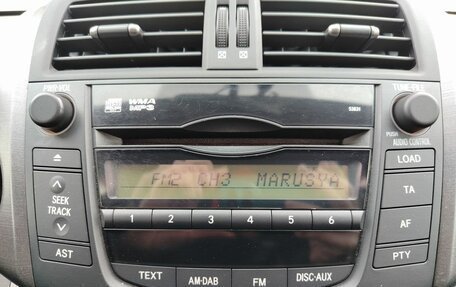 PWR·VOL
TUNE·FILE
WMA
MP3
53831
PUSH
AUDIO CONTROL
LOAD
FM2 CH3 MARUSYA
SEEK
TRACK
TA
1 2 3 4 5 6
AF
AST
PTY
TEXT
AM·DAB
FM
DISC·AUX